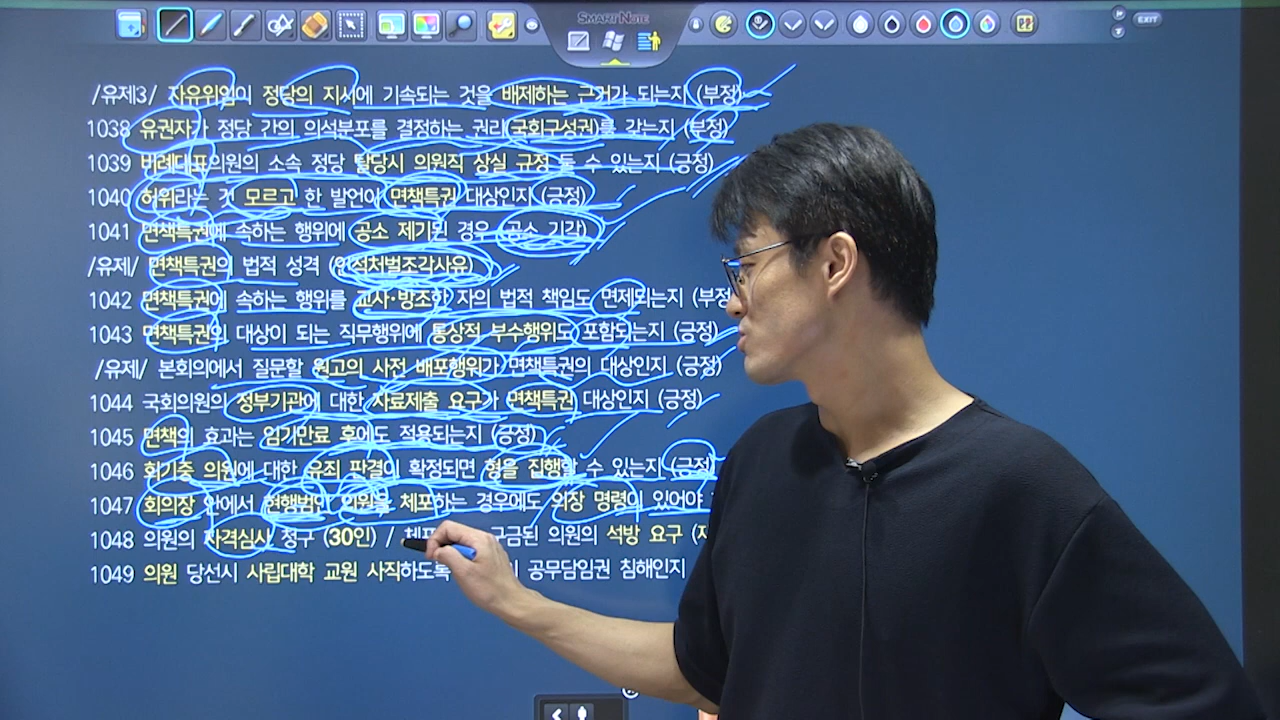 SMART NOTE
EXIT
/유제3/ 자유위임이 정당의 지시에 기속되는 것을 배제하는 근거가 되는지 (부정)
1038 유권자가 정당 간의 의석분포를 결정하는 권리(국회구성권)를 갖는지 (부정)
1039 비례대표의원의 소속 정당 탈당시 의원직 상실 규정 둘 수 있는지 (긍정)
1040 허위라는 것 모르고 한 발언이 면책특권 대상인지 (긍정)
1041 면책특권에 속하는 행위에 공소 제기된 경우 (공소 기각)
/유제/ 면책특권의 법적 성격 (인적처벌조각사유)
1042 면책특권에 속하는 행위를 교사·방조한 자의 법적 책임도 면제되는지 (부정
1043 면책특권의 대상이 되는 직무행위에 통상적 부수행위도 포함되는지 (긍정)
/유제/ 본회의에서 질문할 원고의 사전 배포행위가 면책특권의 대상인지 (긍정)
1044 국회의원의 정부기관에 대한 자료제출 요구가 면책특권 대상인지 (긍정)
1045 면책의 효과는 임기만료 후에도 적용되는지 (긍정)
1046 회기중 의원에 대한 유죄 판결이 확정되면 형을 집행할 수 있는지 (긍정)
1047 회의장 안에서 현행범인 의원을 체포하는 경우에도 의장 명령이 있어야
1048 의원의 자격심사 청구 (30인) / 구금된 의원의 석방 요구
1049 의원 당선시 사립대학 교원 사직하도록 공무담임권 침해인지